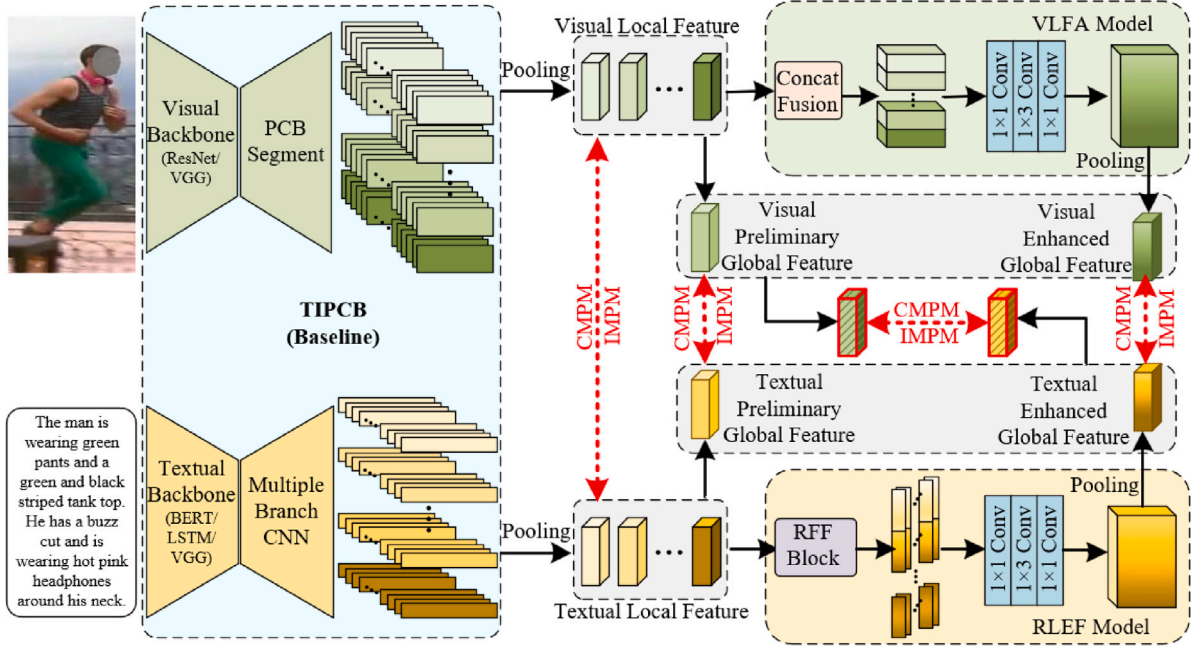 Visual Local Feature
VLFA Model
Pooling
Concat
Fusion
1×1 Conv
1×3 Conv
1×1 Conv
Visual
Backbone
(ResNet/
VGG)
PCB
Segment
Pooling
Visual
Preliminary
Global Feature
Visual
Enhanced
Global Feature
TIPCB
(Baseline)
CMPM
IMPM
CMPM
IMPM
CMPM
IMPM
CMPM
IMPM
Textual
Preliminary
Global Feature
Textual
Enhanced
Global Feature
The man is
wearing green
pants and a
green and black
striped tank top.
He has a buzz
cut and is
wearing hot pink
headphones
around his neck.
Textual
Backbone
(BERT/
LSTM/
VGG)
Multiple
Branch
CNN
Pooling
Pooling
RFF
Block
1×1 Conv
1×3 Conv
1×1 Conv
Textual Local Feature
RLEF Model